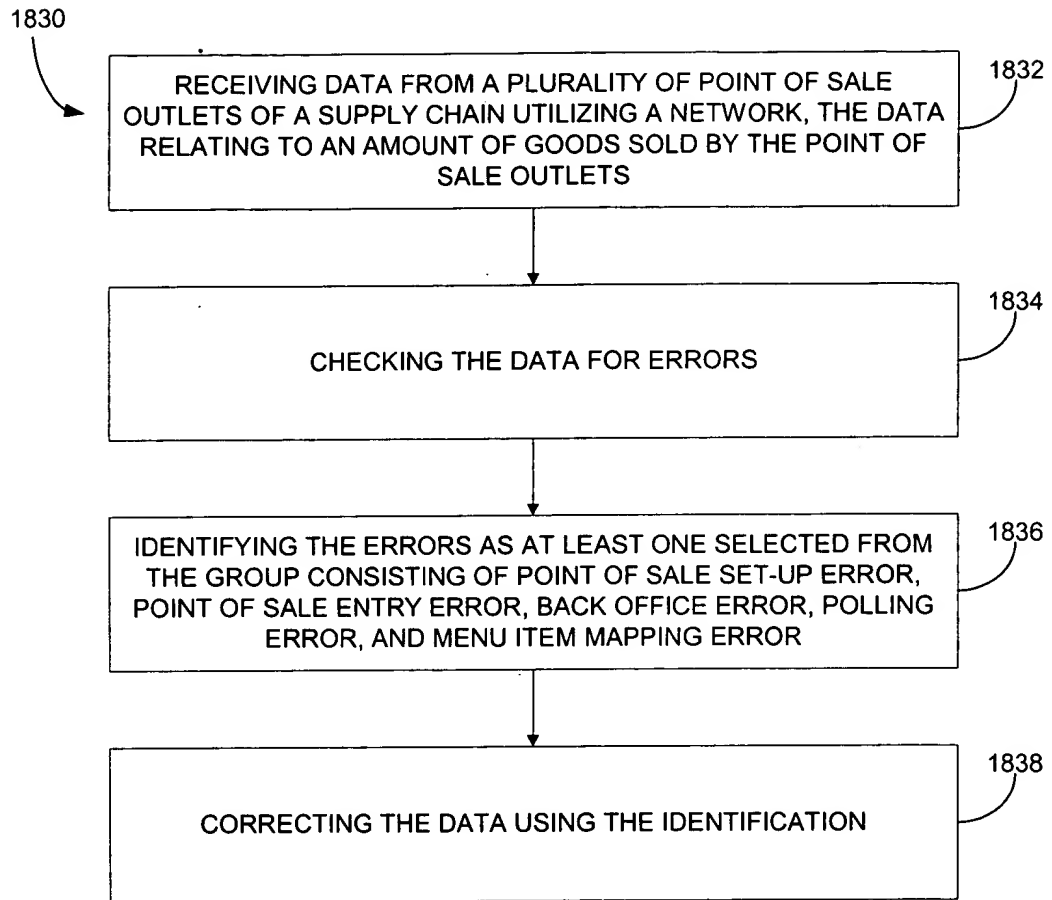 1830
RECEIVING DATA FROM A PLURALITY OF POINT OF SALE
OUTLETS OF A SUPPLY CHAIN UTILIZING A NETWORK, THE DATA
RELATING TO AN AMOUNT OF GOODS SOLD BY THE POINT OF
SALE OUTLETS
1832
CHECKING THE DATA FOR ERRORS
1834
IDENTIFYING THE ERRORS AS AT LEAST ONE SELECTED FROM
THE GROUP CONSISTING OF POINT OF SALE SET-UP ERROR,
POINT OF SALE ENTRY ERROR, BACK OFFICE ERROR, POLLING
ERROR, AND MENU ITEM MAPPING ERROR
1836
CORRECTING THE DATA USING THE IDENTIFICATION
1838